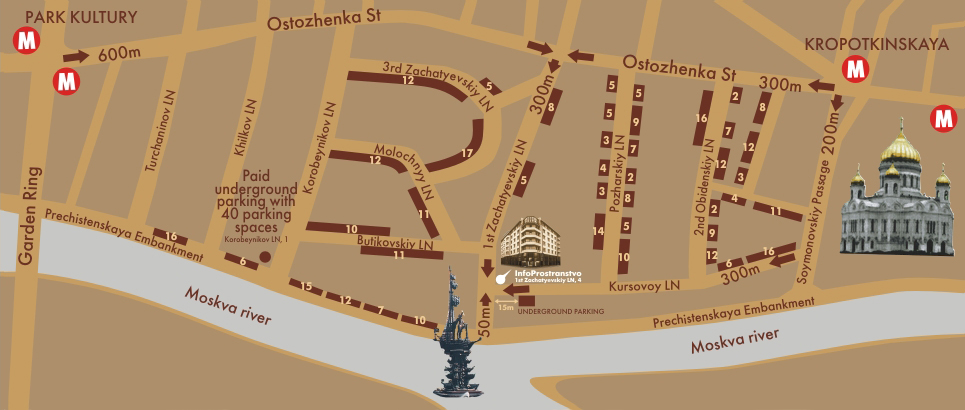 PARK KULTURY
M
M
600m
Ostozhenka St
Ostozhenka St
KROPOTKINSKAYA
M
M
300m
300m
200m
3rd Zachatyevskiy LN
12
5
17
Molochnyy LN
12
11
Turchaninov LN
Khilkov LN
Korobeynikov LN
Garden Ring
Paid
underground
parking with
40 parking
spaces
Korobeynikov LN, 1
Prechistenskaya Embankment
16
6
15
12
7
10
10
Butikovskiy LN
11
Moskva river
1st Zachatyevskiy LN
8
5
InfoProstranstvo
1st Zachatyevskiy LN, 4
15m
UNDERGROUND PARKING
50m
5
5
3
4
3
14
Pozharskiy LN
5
9
7
2
8
5
10
16
2nd Obidenskiy LN
2
7
12
8
12
3
4
11
2
9
12
6
16
300m
Soymonovskiy Passage
Kursovoy LN
Prechistenskaya Embankment
Moskva river